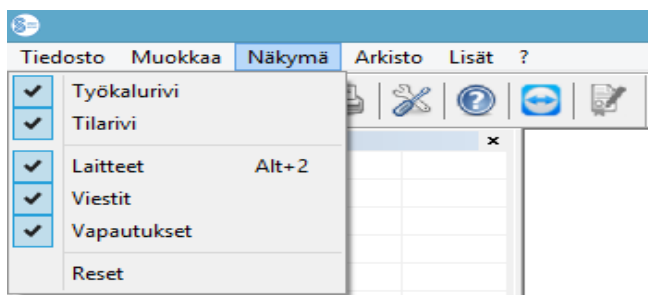 Tiedosto Muokkaa Näkymä Arkisto Lisät ?
Työkalurivi
Tilarivi
Laitteet Alt+2
Viestit
Vapautukset
Reset